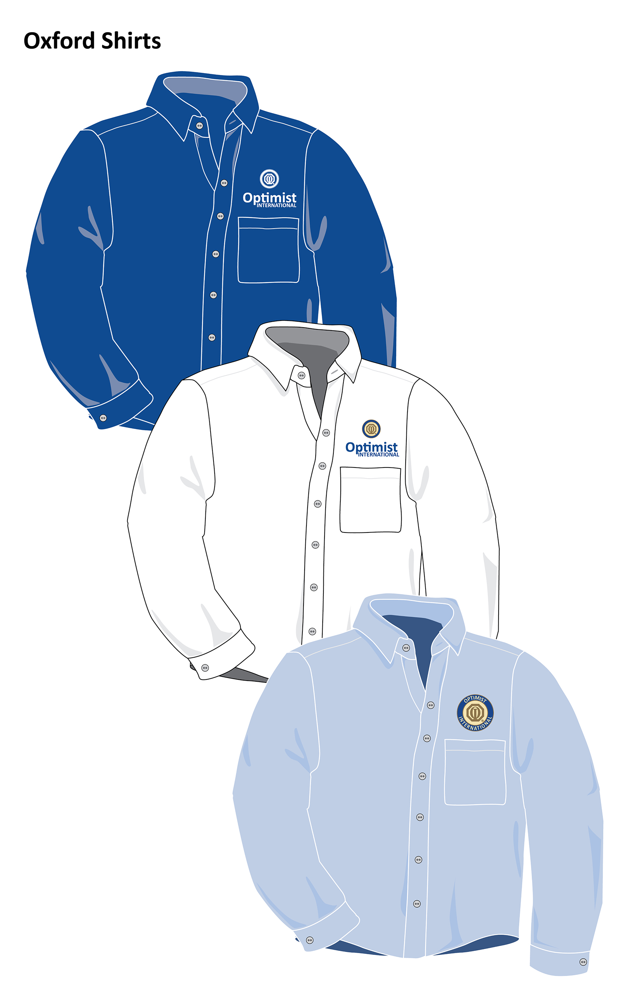 Oxford Shirts
Optimist
INTERNATIONAL
Optimist
INTERNATIONAL
OPTIMIST
INTERNATIONAL
®